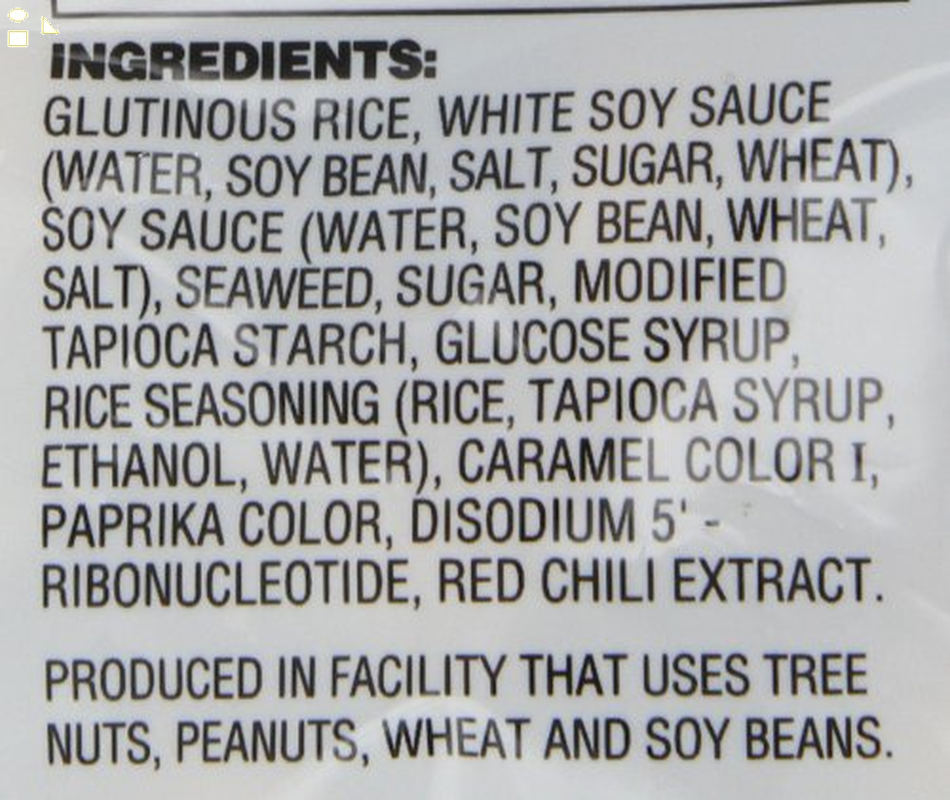 INGREDIENTS:
GLUTINOUS RICE, WHITE SOY SAUCE
(WATER, SOY BEAN, SALT, SUGAR, WHEAT),
SOY SAUCE (WATER, SOY BEAN, WHEAT,
SALT), SEAWEED, SUGAR, MODIFIED
TAPIOCA STARCH, GLUCOSE SYRUP,
RICE SEASONING (RICE, TAPIOCA SYRUP,
ETHANOL, WATER), CARAMEL COLOR I,
PAPRIKA COLOR, DISODIUM 5' -
RIBONUCLEOTIDE, RED CHILI EXTRACT.
PRODUCED IN FACILITY THAT USES TREE
NUTS, PEANUTS, WHEAT AND SOY BEANS.